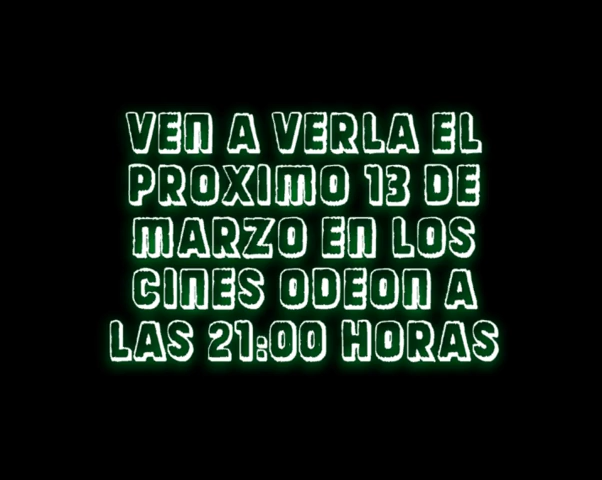 VEN A VERLA EL
PROXIMO 13 DE
MARZO EN LOS
CINES ODEON A
LAS 21:00 HORAS